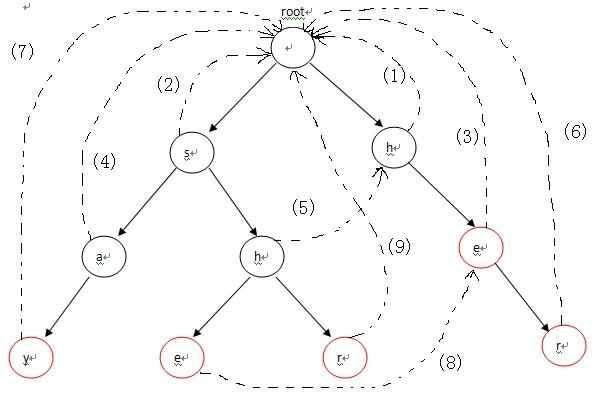 root
(7)
(2)
(1)
(3)
(6)
s
h
(4)
(5)
a
h
(9)
e
y
e
r
(8)
r